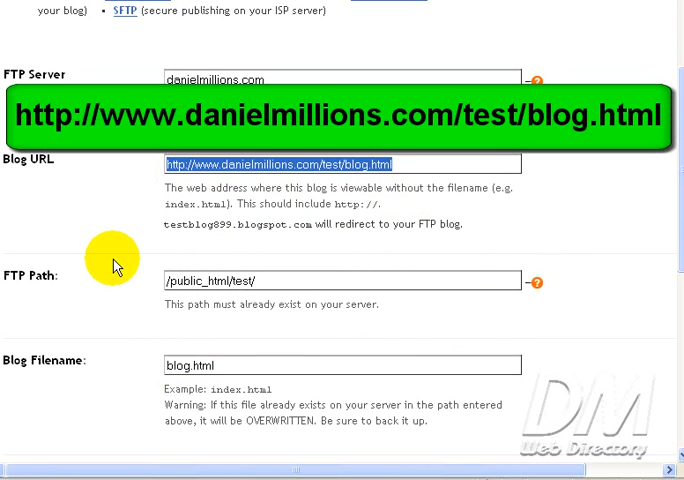 your blog) • SFTP (secure publishing on your ISP server)
FTP Server
danielmillions.com
http://www.danielmillions.com/test/blog.html
Blog URL
http://www.danielmillions.com/test/blog.html
The web address where this blog is viewable without the filename (e.g.
index.html). This should include http://.
testblog899.blogspot.com will redirect to your FTP blog.
FTP Path:
/public_html/test/
This path must already exist on your server.
Blog Filename:
blog.html
Example: index.html
Warning: If this file already exists on your server in the path entered
above, it will be OVERWRITTEN. Be sure to back it up.
DM
Web Directory